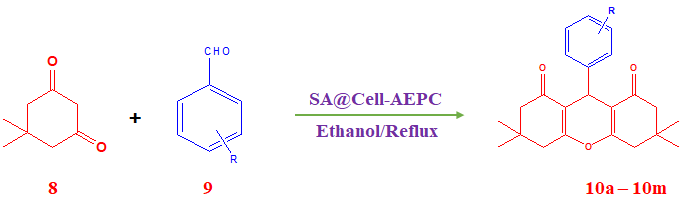 O
O
8
+
CHO
R
9
SA@Cell-AEPC
Ethanol/Reflux
R
O
O
O
10a – 10m